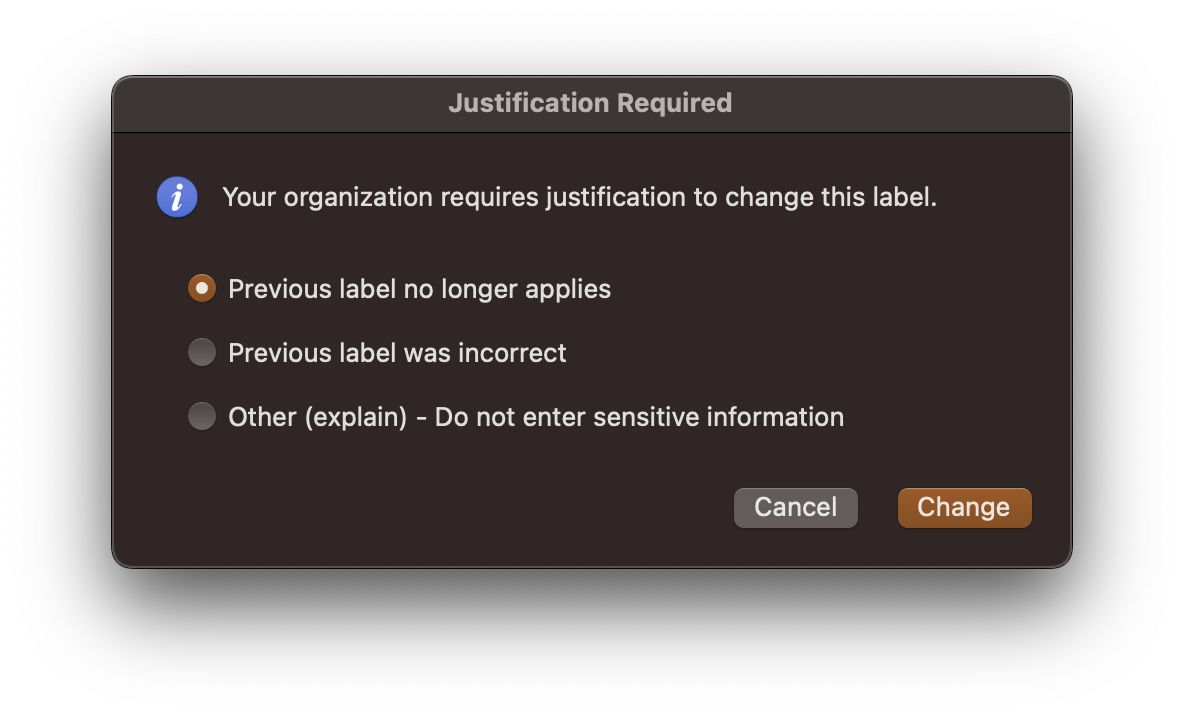 Justification Required
Your organization requires justification to change this label.
Previous label no longer applies
Previous label was incorrect
Other (explain) - Do not enter sensitive information
Cancel
Change